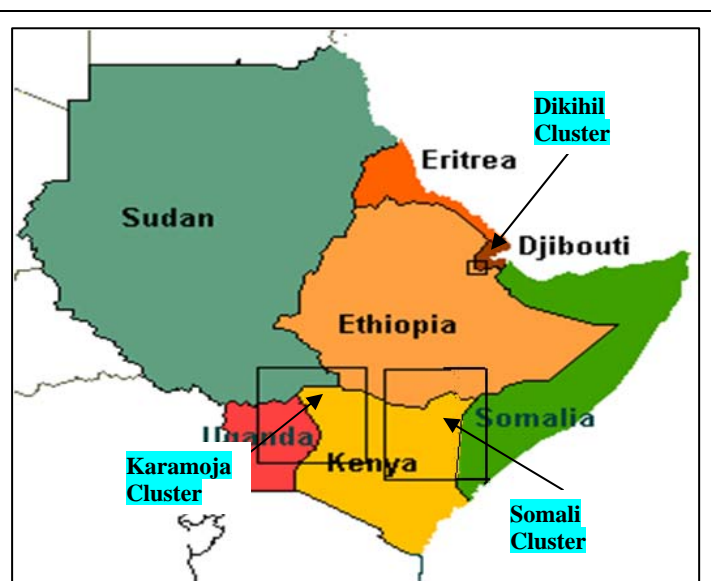 Dikihil
Cluster
Eritrea
Sudan
Djibouti
Ethiopia
Somalia
Uganda
Kenya
Karamoja
Cluster
Somali
Cluster